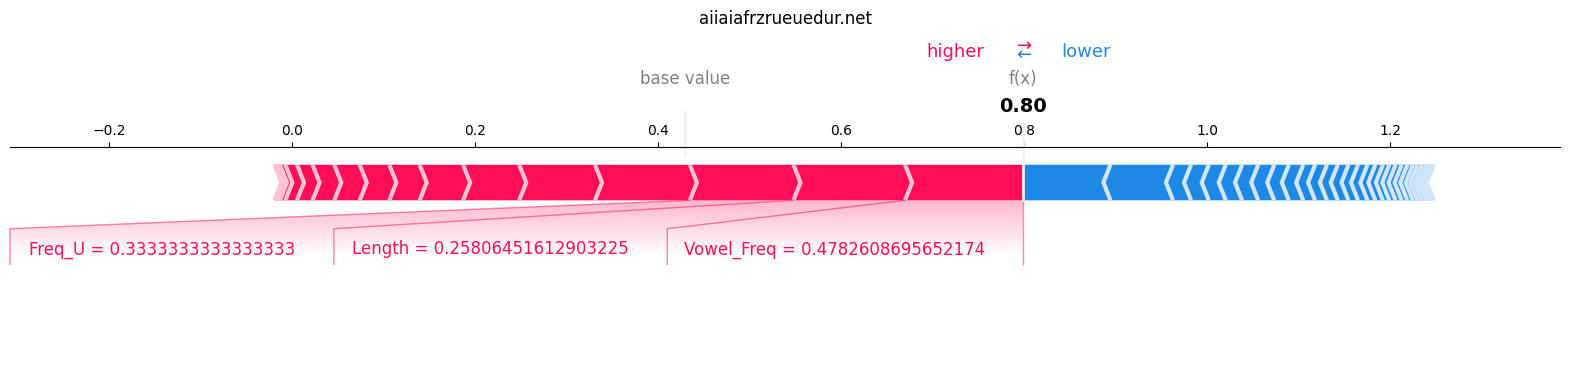 aiiaiafrzrueuedur.net
higher ⇄ lower
base value f(x)
0.80
−0.2 0.0 0.2 0.4 0.6 0.8 1.0 1.2
Freq_U = 0.3333333333333333 Length = 0.25806451612903225 Vowel_Freq = 0.4782608695652174